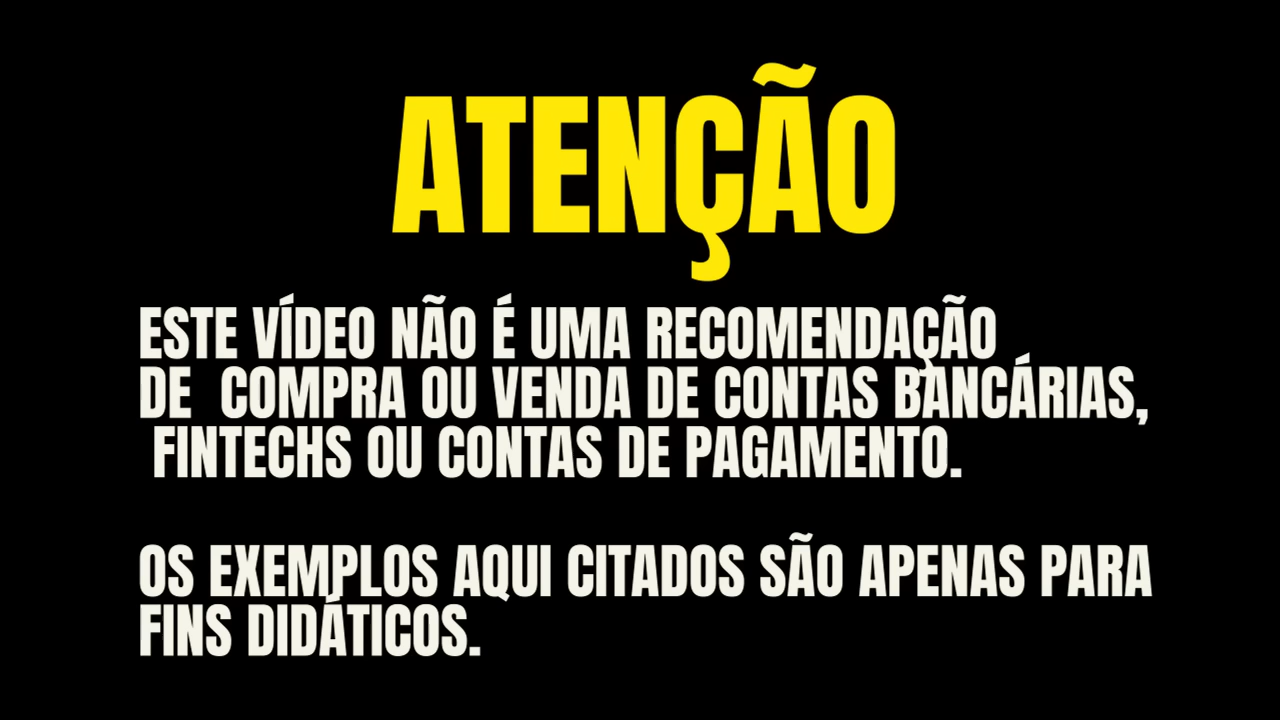 ATENÇÃO
ESTE VÍDEO NÃO É UMA RECOMENDAÇÃO
DE COMPRA OU VENDA DE CONTAS BANCÁRIAS,
FINTECHS OU CONTAS DE PAGAMENTO.
OS EXEMPLOS AQUI CITADOS SÃO APENAS PARA
FINS DIDÁTICOS.